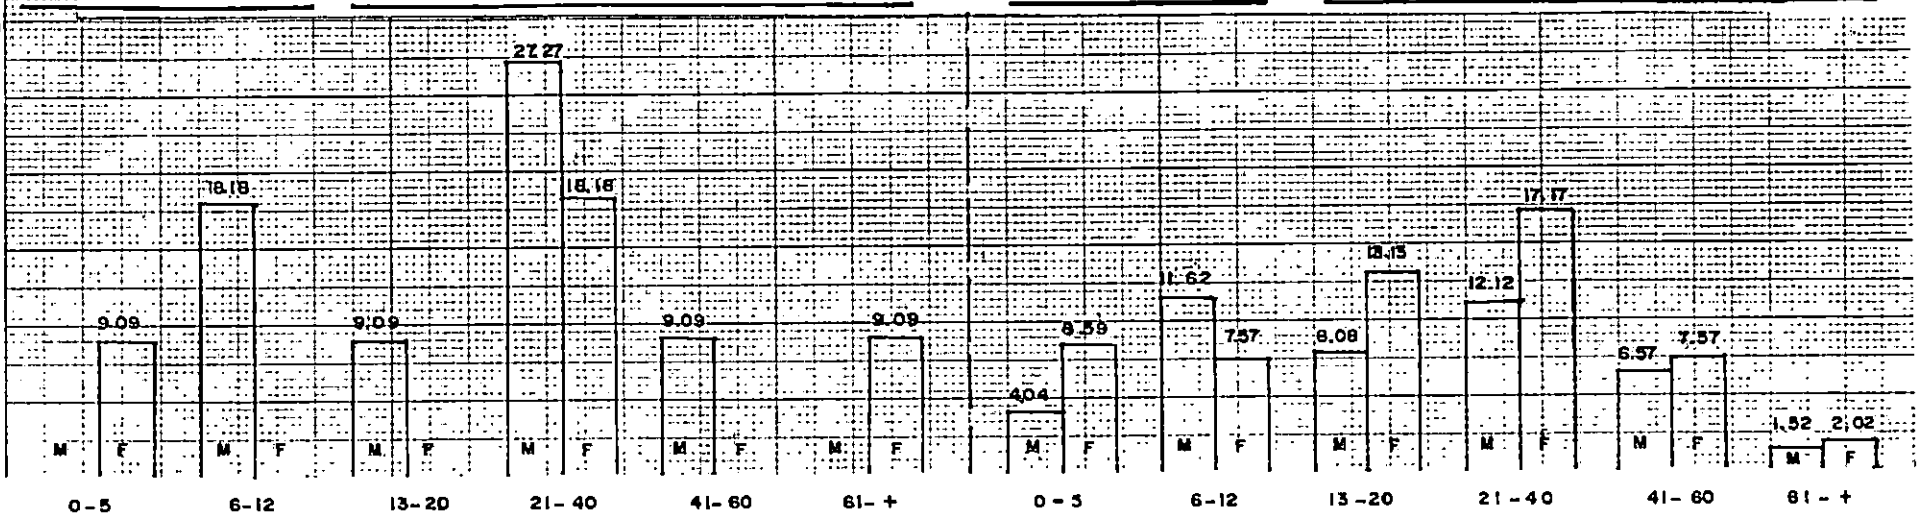 27.27
18.18 18.18 17.17
13.13
11.62 12.12
9.09 9.09 9.09 9.09 8.59 7.57 8.08 6.57 7.57
4.04
1.52 2.02
M F M F M F M F M F M F M F M F M F M F M F M F
0-5 6-12 13-20 21-40 41-60 61-+ 0-5 6-12 13-20 21-40 41-60 61-+